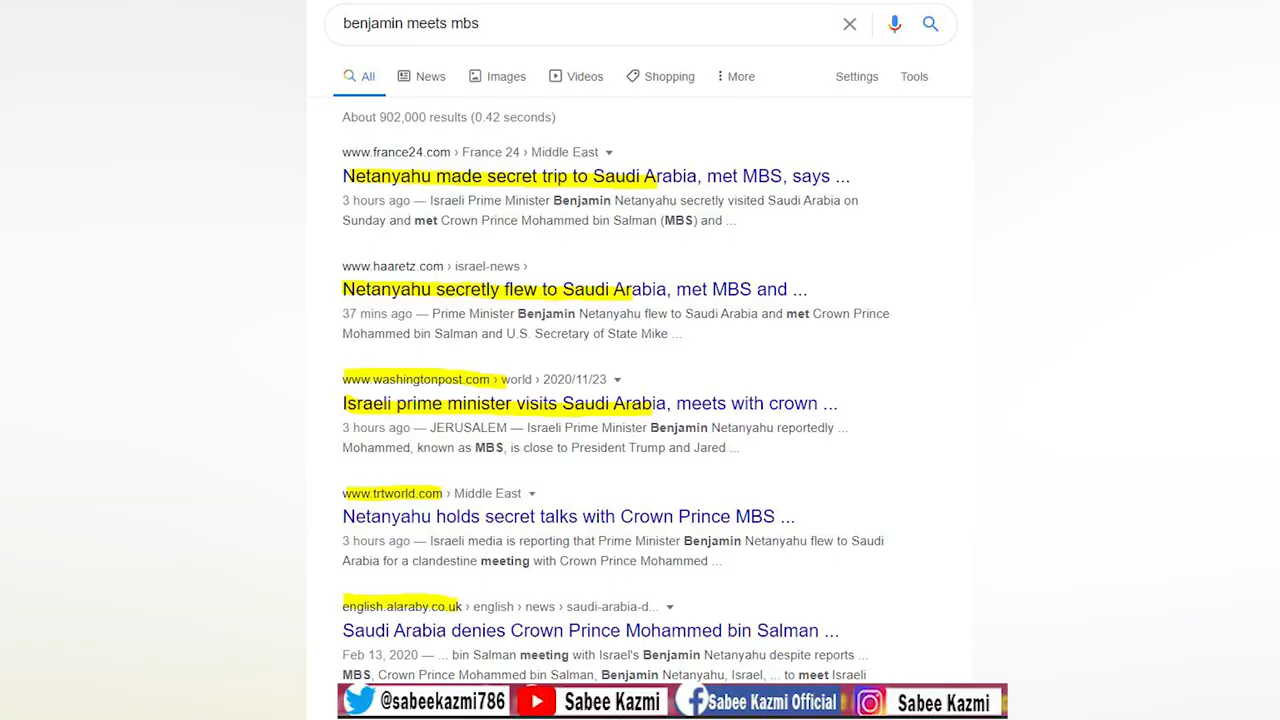 benjamin meets mbs
All News Images Videos Shopping More Settings Tools
About 902,000 results (0.42 seconds)
www.france24.com › France 24 › Middle East
Netanyahu made secret trip to Saudi Arabia, met MBS, says ...
3 hours ago — Israeli Prime Minister Benjamin Netanyahu secretly visited Saudi Arabia on
Sunday and met Crown Prince Mohammed bin Salman (MBS) and ...
www.haaretz.com › israel-news ›
Netanyahu secretly flew to Saudi Arabia, met MBS and ...
37 mins ago — Prime Minister Benjamin Netanyahu flew to Saudi Arabia and met Crown Prince
Mohammed bin Salman and U.S. Secretary of State Mike ...
www.washingtonpost.com › world › 2020/11/23
Israeli prime minister visits Saudi Arabia, meets with crown ...
3 hours ago — JERUSALEM — Israeli Prime Minister Benjamin Netanyahu reportedly ...
Mohammed, known as MBS, is close to President Trump and Jared ...
www.trtworld.com › Middle East
Netanyahu holds secret talks with Crown Prince MBS ...
3 hours ago — Israeli media is reporting that Prime Minister Benjamin Netanyahu flew to Saudi
Arabia for a clandestine meeting with Crown Prince Mohammed ...
english.alaraby.co.uk › english › news › saudi-arabia-d...
Saudi Arabia denies Crown Prince Mohammed bin Salman ...
Feb 13, 2020 — ... bin Salman meeting with Israel's Benjamin Netanyahu despite reports ...
MBS, Crown Prince Mohammed bin Salman, Benjamin Netanyahu, Israel, ... to meet Israeli
@sabeekazmi786 Sabee Kazmi Sabee Kazmi Official Sabee Kazmi